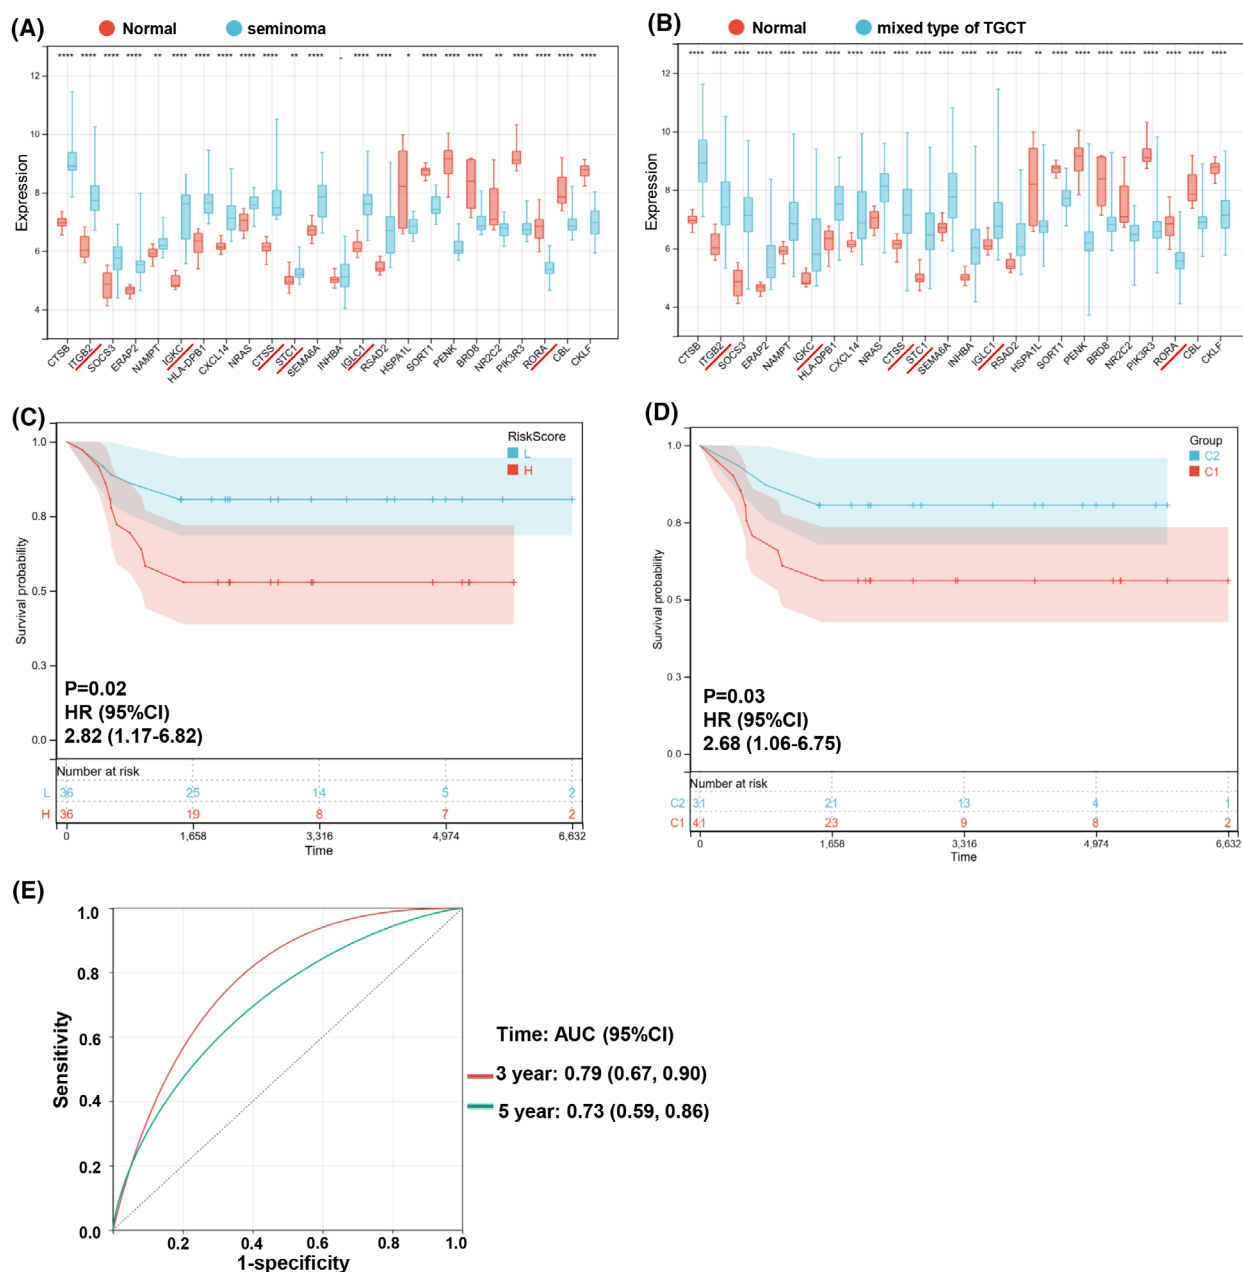 (A) Normal seminoma
**** **** **** **** ** **** **** **** **** **** ** **** - **** **** * **** **** **** ** **** **** **** ****
Expression
12
10
8
6
4
CTSB ITGB2 SOCS3 ERAP2 NAMPT IGKC HLA-DPB1 CXCL14 NRAS CTSS STC1 SEMA6A INHBA IGLC1 RSAD2 HSPA1L SORT1 PENK BRD8 NR2C2 PIK3R3 RORA CBL CKLF
(B) Normal mixed type of TGCT
**** **** **** **** **** **** **** **** **** **** **** **** **** *** **** ** **** **** **** **** **** **** **** ****
Expression
12
10
8
6
4
CTSB ITGB2 SOCS3 ERAP2 NAMPT IGKC HLA-DPB1 CXCL14 NRAS CTSS STC1 SEMA6A INHBA IGLC1 RSAD2 HSPA1L SORT1 PENK BRD8 NR2C2 PIK3R3 RORA CBL CKLF
(C)
RiskScore
L
H
Survival probability
1.0
0.8
0.5
0.3
0.0
P=0.02
HR (95%CI)
2.82 (1.17-6.82)
Number at risk
L 36 25 14 5 2
H 36 19 8 7 2
0 1,658 3,316 4,974 6,632
Time
(D)
Group
C2
C1
Survival probability
1.0
0.8
0.5
0.3
0.0
P=0.03
HR (95%CI)
2.68 (1.06-6.75)
Number at risk
C2 31 21 13 4 1
C1 41 23 9 8 2
0 1,658 3,316 4,974 6,632
Time
(E)
Sensitivity
1.0
0.8
0.6
0.4
0.2
0.0
0.2 0.4 0.6 0.8 1.0
1-specificity
Time: AUC (95%CI)
3 year: 0.79 (0.67, 0.90)
5 year: 0.73 (0.59, 0.86)